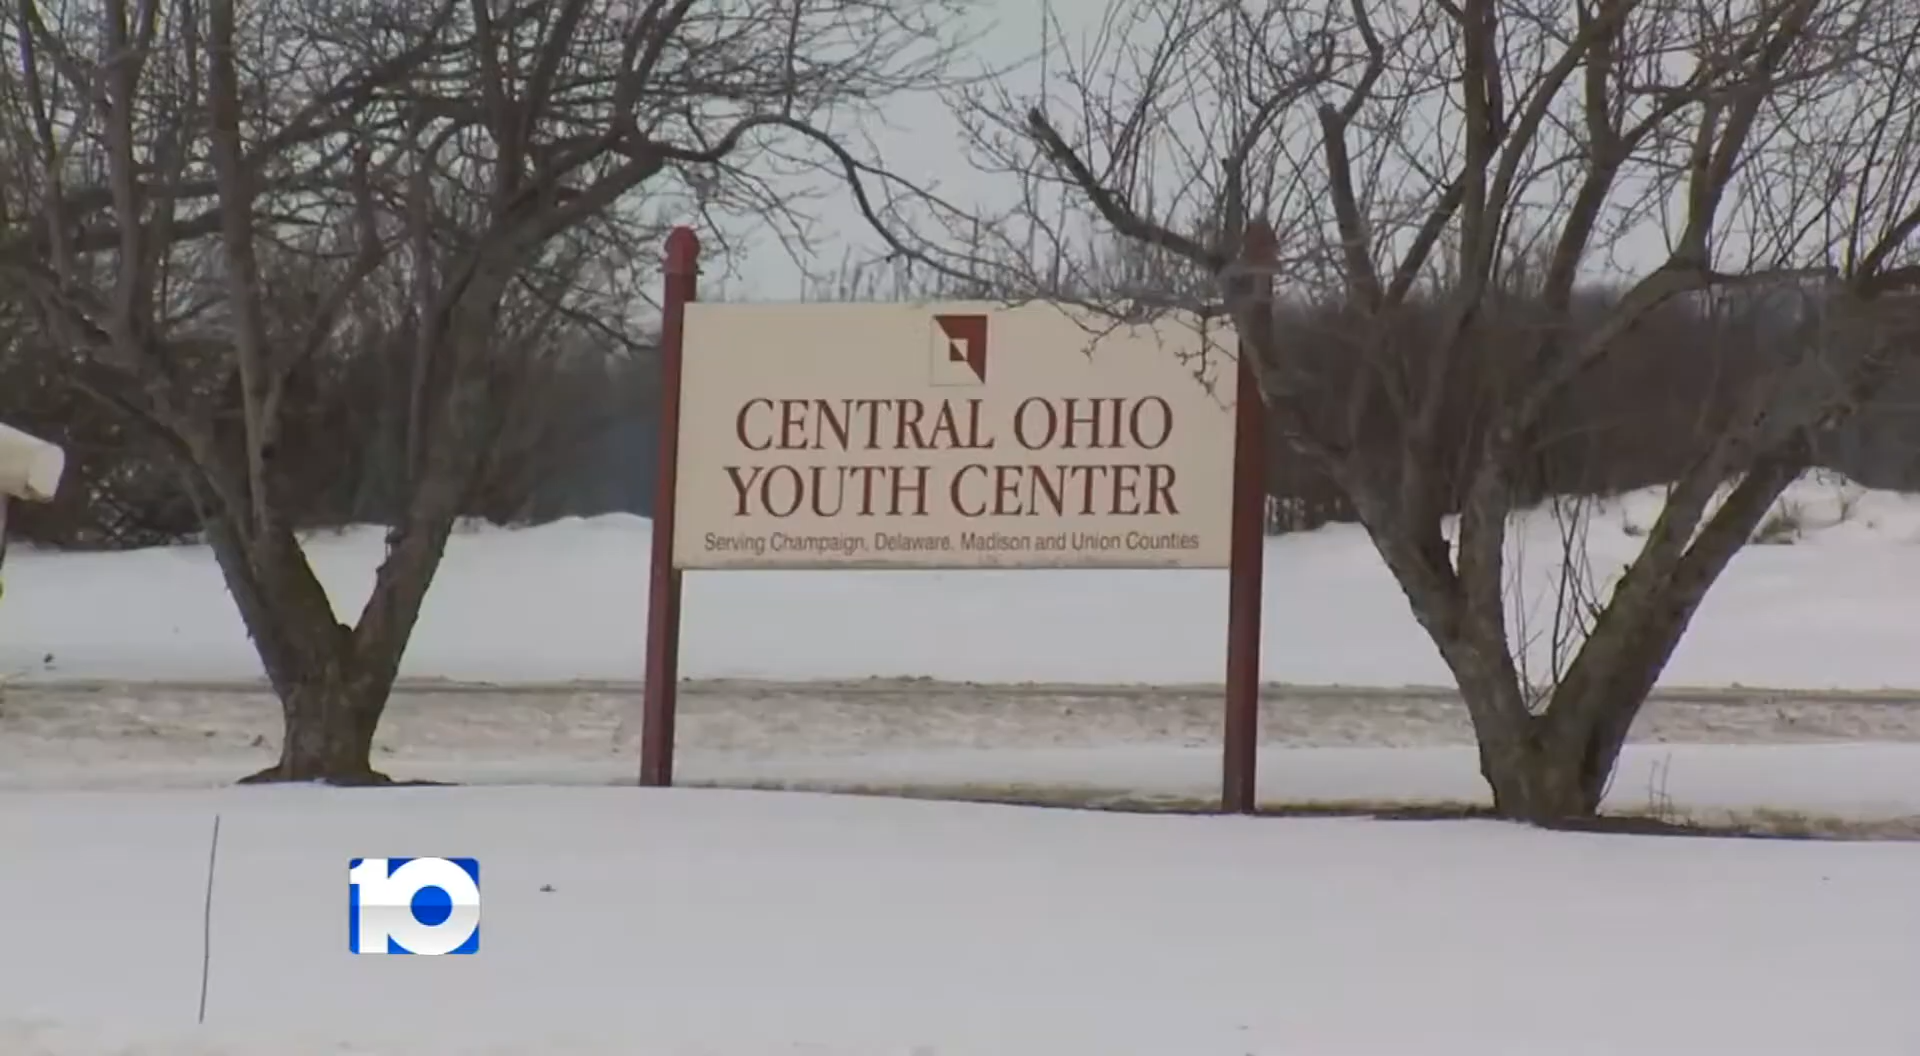 CENTRAL OHIO
YOUTH CENTER
Serving Champaign, Delaware, Madison and Union Counties
10